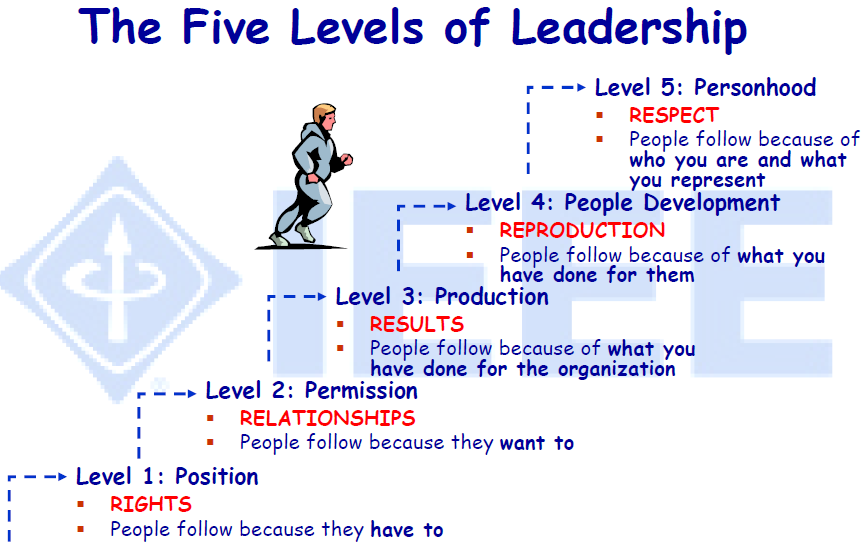 The Five Levels of Leadership
Level 5: Personhood
RESPECT
People follow because of
who you are and what
you represent
Level 4: People Development
REPRODUCTION
People follow because of what you
have done for them
Level 3: Production
RESULTS
People follow because of what you
have done for the organization
Level 2: Permission
RELATIONSHIPS
People follow because they want to
Level 1: Position
RIGHTS
People follow because they have to
IEEE